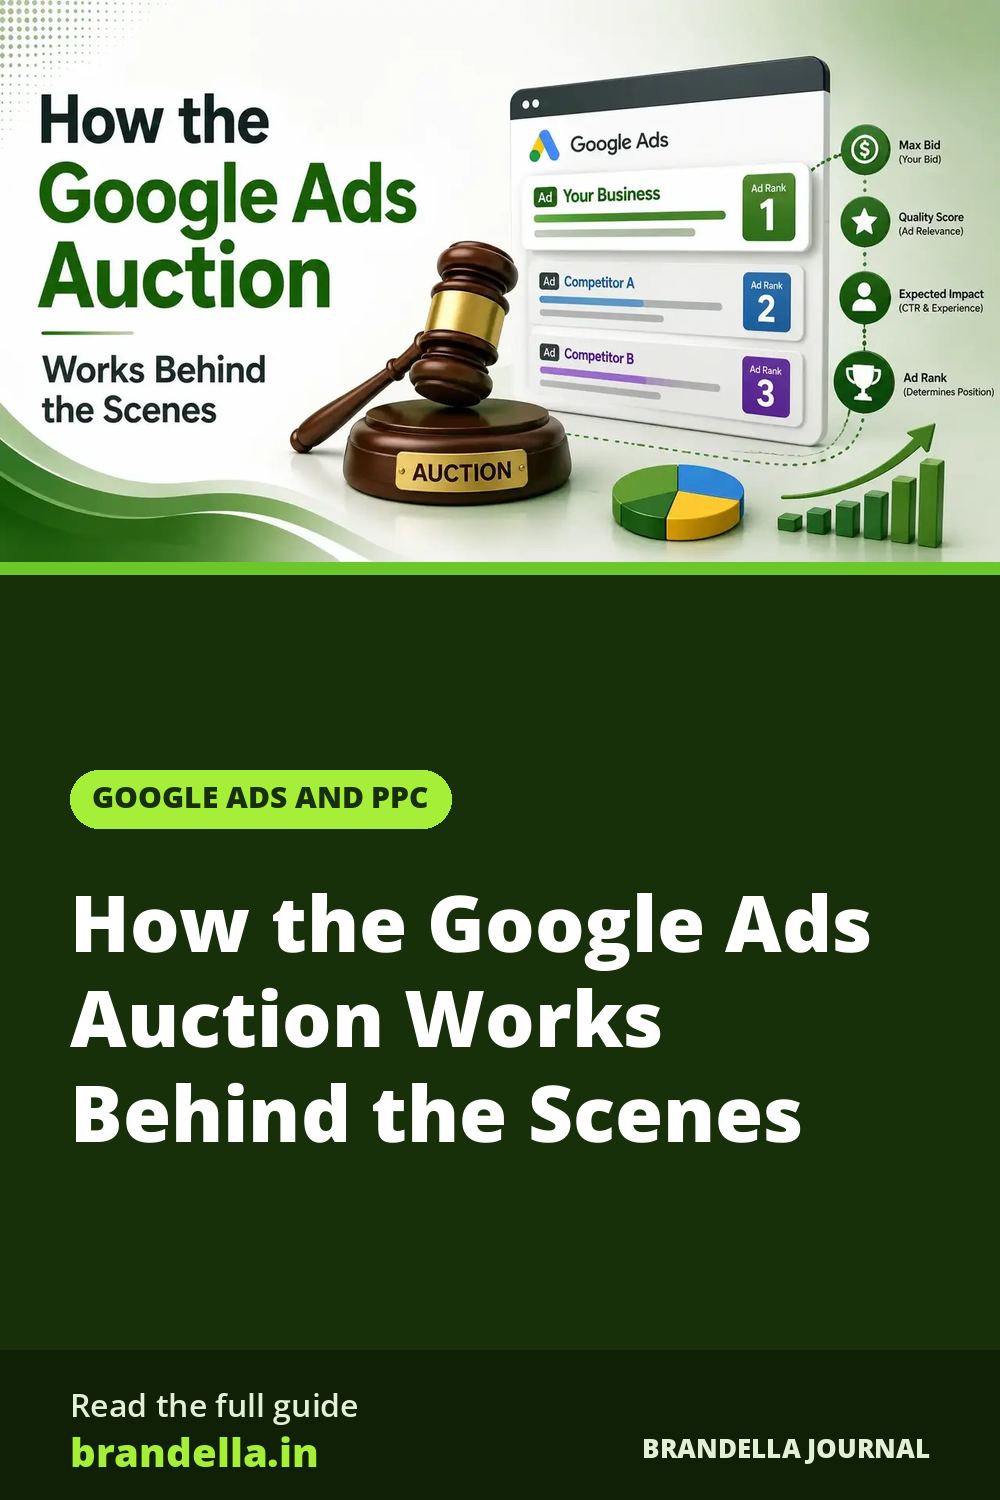 How the
Google Ads
Auction
Works Behind
the Scenes
Google Ads
Ad Your Business
Ad Rank
1
Ad Competitor A
Ad Rank
2
Ad Competitor B
Ad Rank
3
Max Bid
(Your Bid)
Quality Score
(Ad Relevance)
Expected Impact
(CTR & Experience)
Ad Rank
(Determines Position)
AUCTION
GOOGLE ADS AND PPC
How the Google Ads
Auction Works
Behind the Scenes
Read the full guide
brandella.in
BRANDELLA JOURNAL